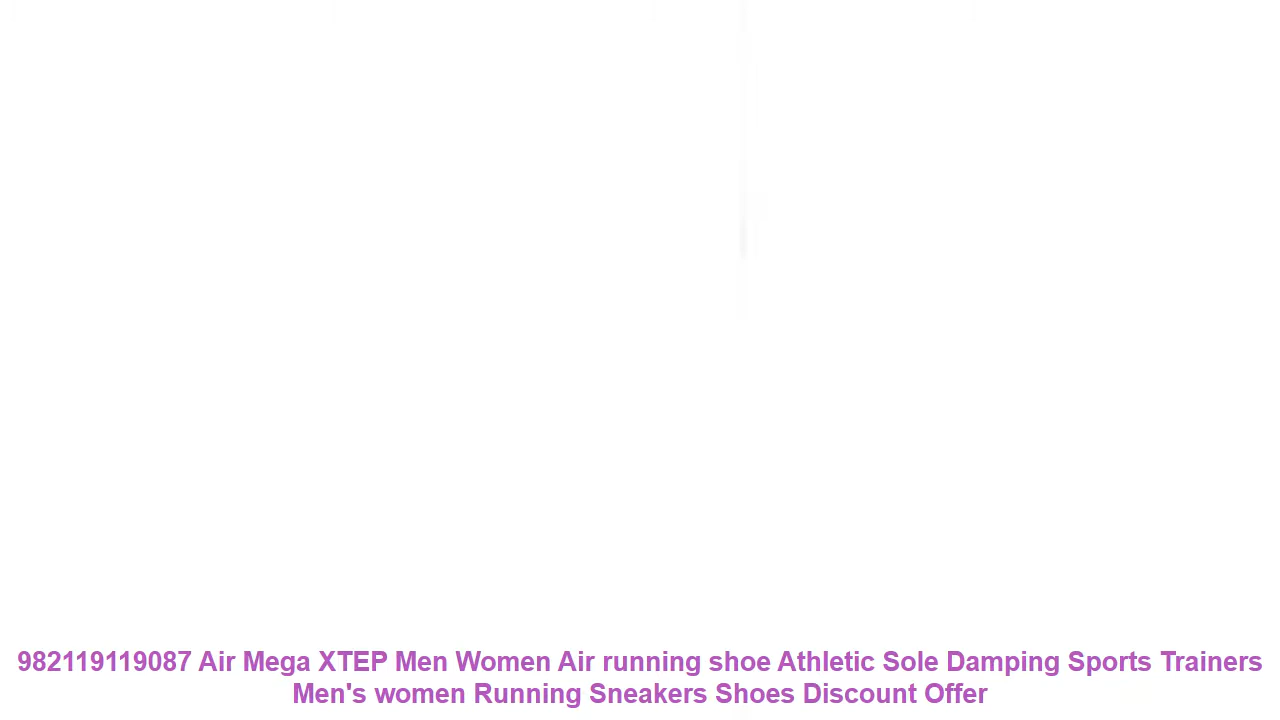 982119119087 Air Mega XTEP Men Women Air running shoe Athletic Sole Damping Sports Trainers
Men's women Running Sneakers Shoes Discount Offer